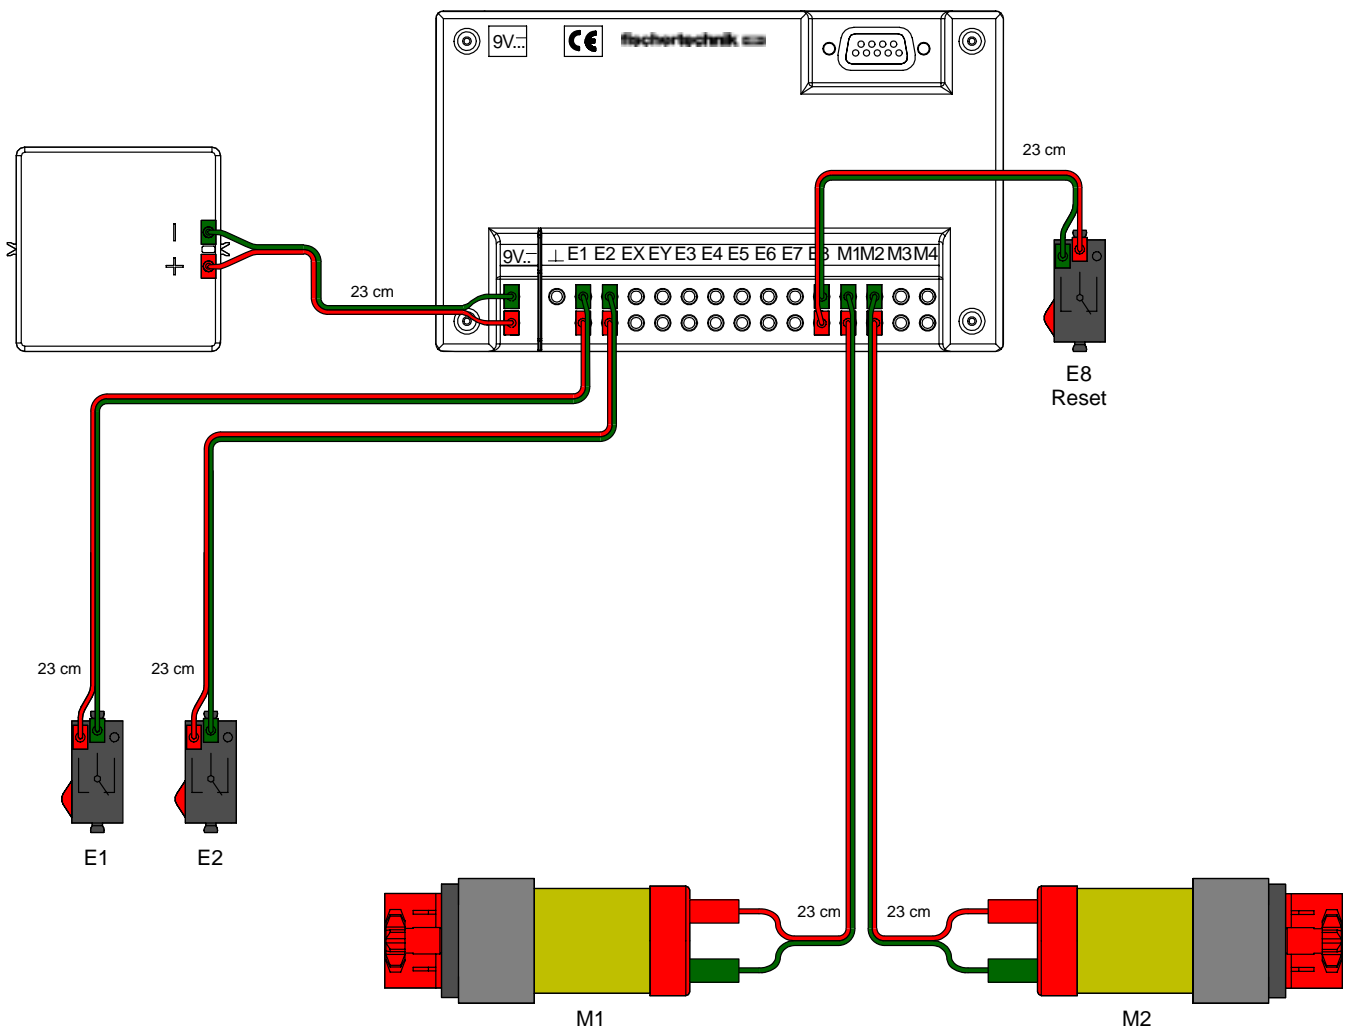 9V
CE
fischertechnik
23 cm
9V ⊥ E1 E2 EX EY E3 E4 E5 E6 E7 E8 M1 M2 M3 M4
−
+
23 cm
E8
Reset
23 cm
23 cm
E1
E2
23 cm
23 cm
M1
M2